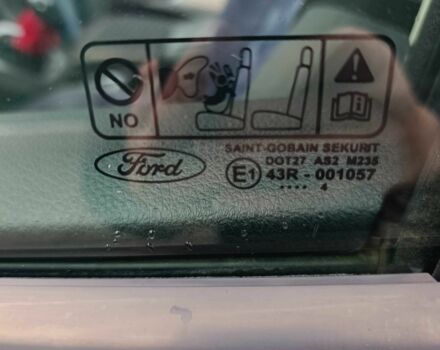 NO
SAINT-GOBAIN SEKURIT
Ford
DOT27 AS2 M235
E1 43R - 001057
•••• 4